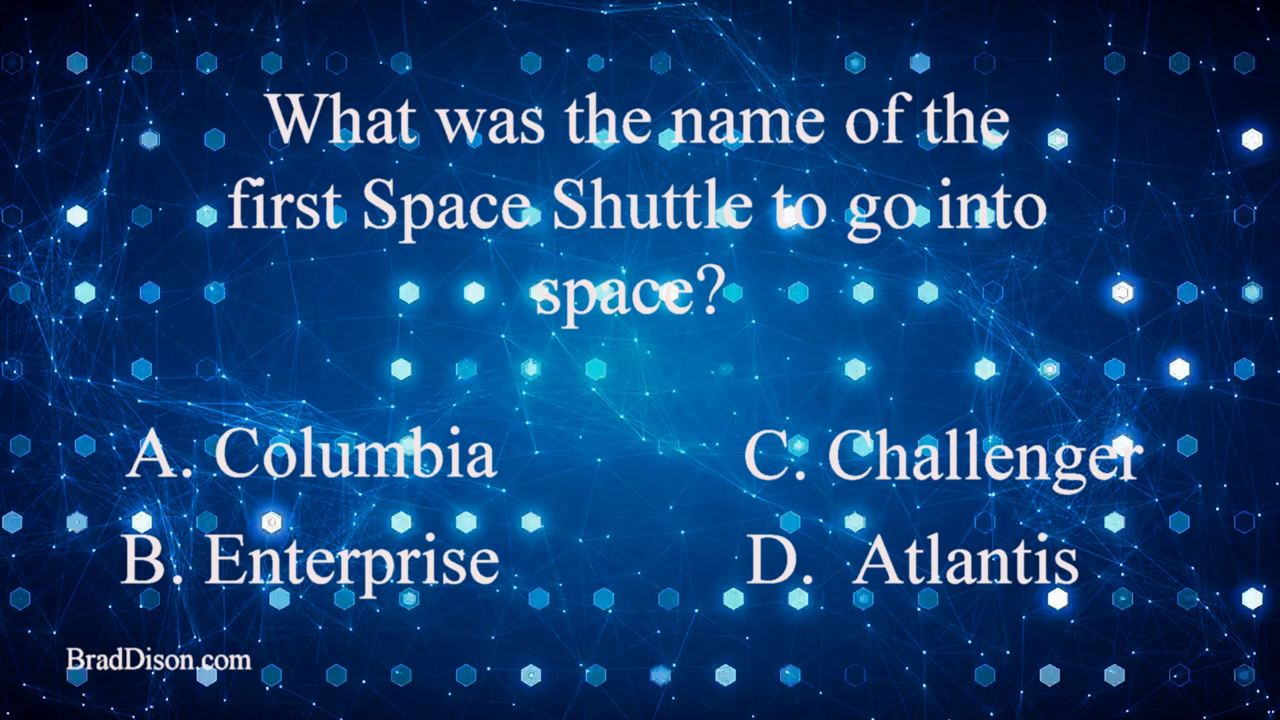 What was the name of the
first Space Shuttle to go into
space?
A. Columbia
C. Challenger
B. Enterprise
D. Atlantis
BradDison.com